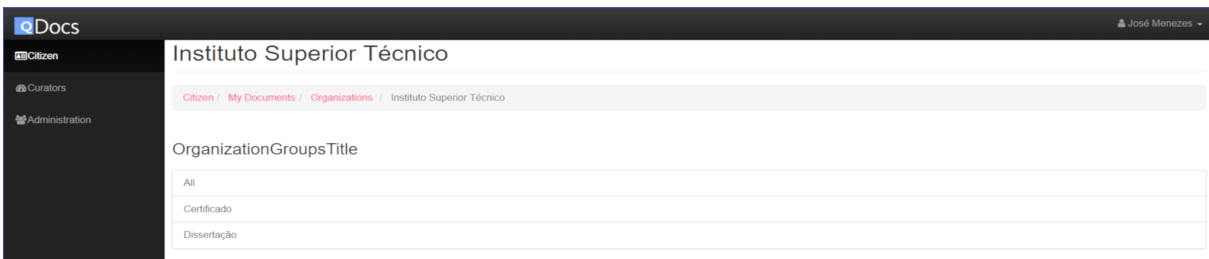 QDocs
José Menezes
Citizen
Curators
Administration
Instituto Superior Técnico
Citizen / My Documents / Organizations / Instituto Superior Técnico
OrganizationGroupsTitle
All
Certificado
Dissertação